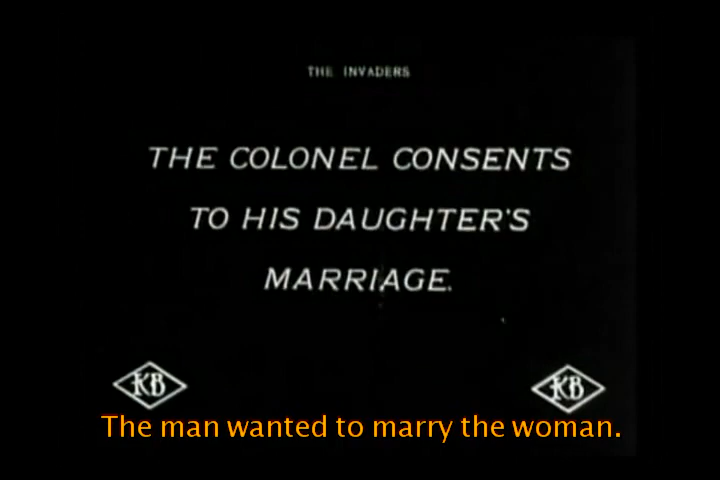 THE INVADERS
THE COLONEL CONSENTS
TO HIS DAUGHTER'S
MARRIAGE.
KB KB
The man wanted to marry the woman.